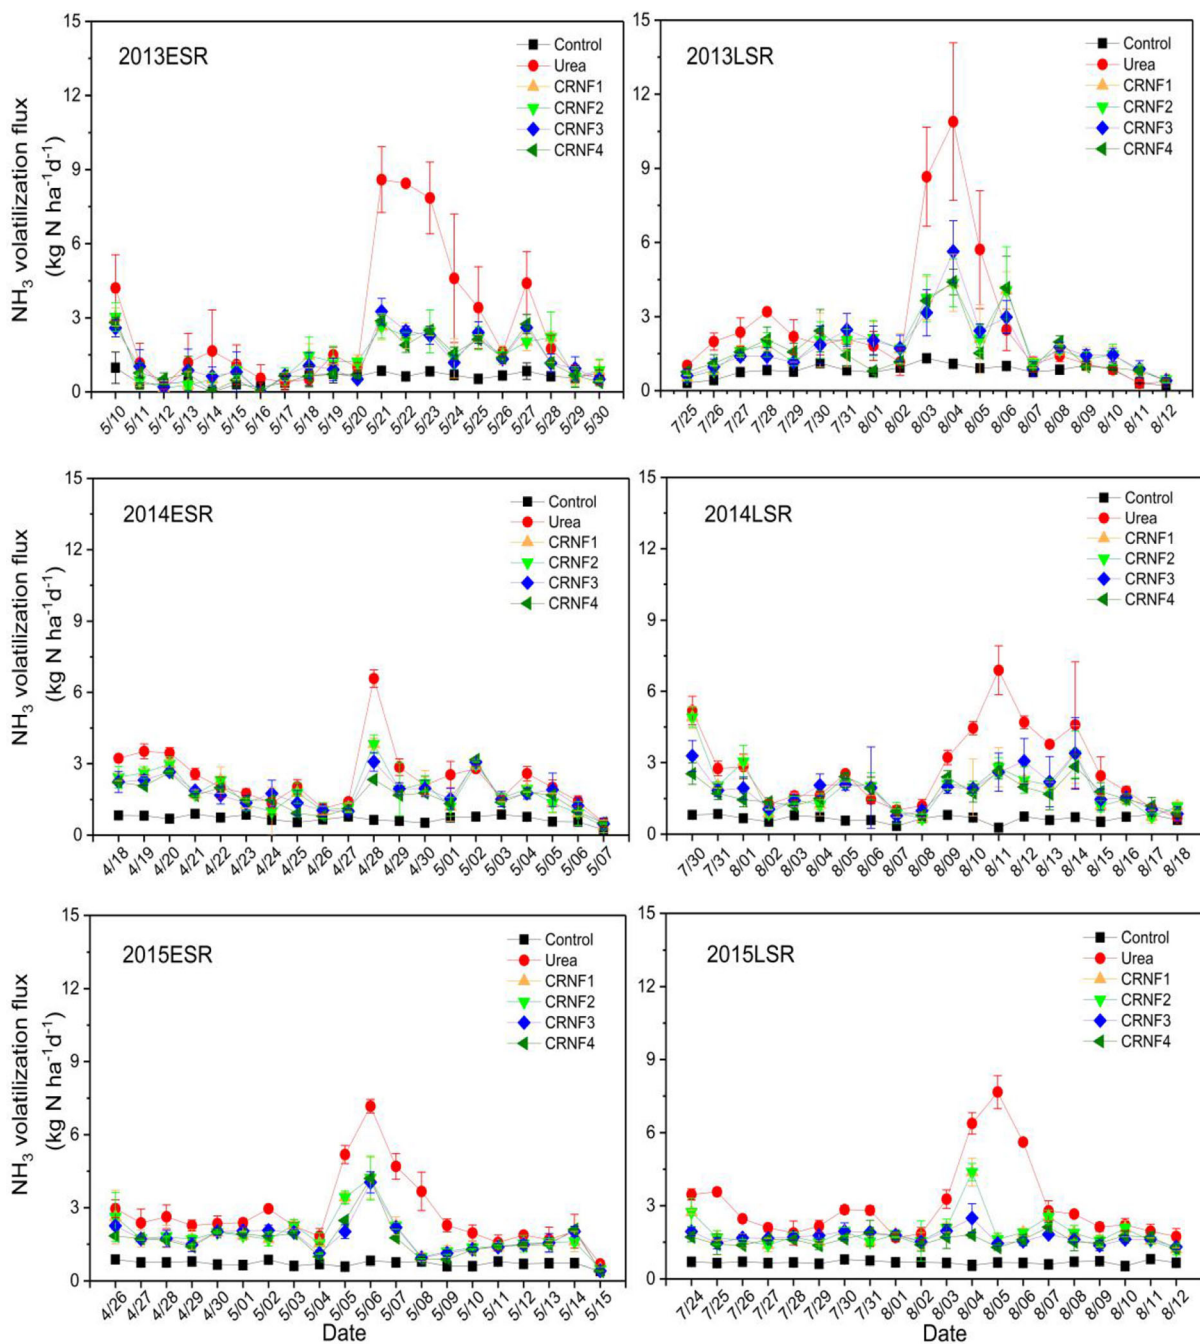 15
12
9
6
3
0
NH₃ volatilization flux
(kg N ha⁻¹d⁻¹)
2013ESR
Control
Urea
CRNF1
CRNF2
CRNF3
CRNF4
5/10 5/11 5/12 5/13 5/14 5/15 5/16 5/17 5/18 5/19 5/20 5/21 5/22 5/23 5/24 5/25 5/26 5/27 5/28 5/29 5/30
15
12
9
6
3
0
2013LSR
Control
Urea
CRNF1
CRNF2
CRNF3
CRNF4
7/25 7/26 7/27 7/28 7/29 7/30 7/31 8/01 8/02 8/03 8/04 8/05 8/06 8/07 8/08 8/09 8/10 8/11 8/12
15
12
9
6
3
0
NH₃ volatilization flux
(kg N ha⁻¹d⁻¹)
2014ESR
Control
Urea
CRNF1
CRNF2
CRNF3
CRNF4
4/18 4/19 4/20 4/21 4/22 4/23 4/24 4/25 4/26 4/27 4/28 4/29 4/30 5/01 5/02 5/03 5/04 5/05 5/06 5/07
15
12
9
6
3
0
2014LSR
Control
Urea
CRNF1
CRNF2
CRNF3
CRNF4
7/30 7/31 8/01 8/02 8/03 8/04 8/05 8/06 8/07 8/08 8/09 8/10 8/11 8/12 8/13 8/14 8/15 8/16 8/17 8/18
15
12
9
6
3
0
NH₃ volatilization flux
(kg N ha⁻¹d⁻¹)
2015ESR
Control
Urea
CRNF1
CRNF2
CRNF3
CRNF4
4/26 4/27 4/28 4/29 4/30 5/01 5/02 5/03 5/04 5/05 5/06 5/07 5/08 5/09 5/10 5/11 5/12 5/13 5/14 5/15
Date
15
12
9
6
3
0
2015LSR
Control
Urea
CRNF1
CRNF2
CRNF3
CRNF4
7/24 7/25 7/26 7/27 7/28 7/29 7/30 7/31 8/01 8/02 8/03 8/04 8/05 8/06 8/07 8/08 8/09 8/10 8/11 8/12
Date